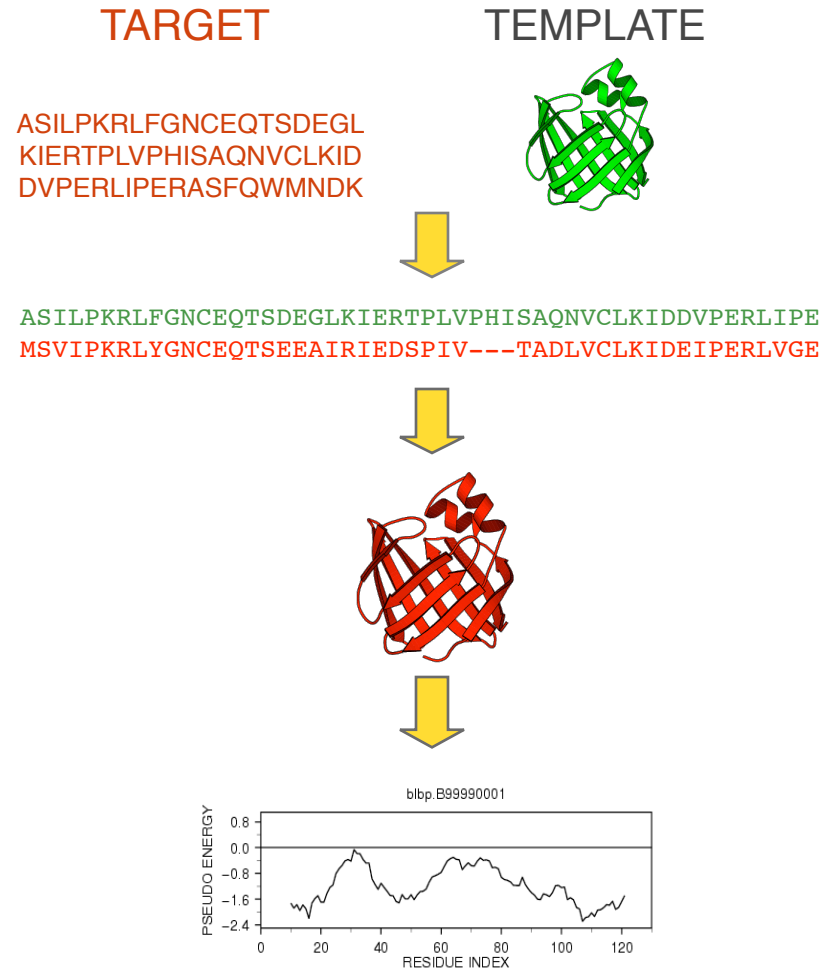 TARGET
TEMPLATE
ASILPKRLFGNCEQTSDEGL
KIERTPLVPHISAQNVCLKID
DVPERLIPERASFQWMNDK
ASILPKRLFGNCEQTSDEGLKIERTPLVPHISAQNVCLKIDDVPERLIPE
MSVIPKRLYGNCEQTSEEAIRIEDSPIV---TADLVCLKIDEIPERLVGE
blbp.B99990001
PSEUDO ENERGY
0.8
0.0
−0.8
−1.6
−2.4
0 20 40 60 80 100 120
RESIDUE INDEX